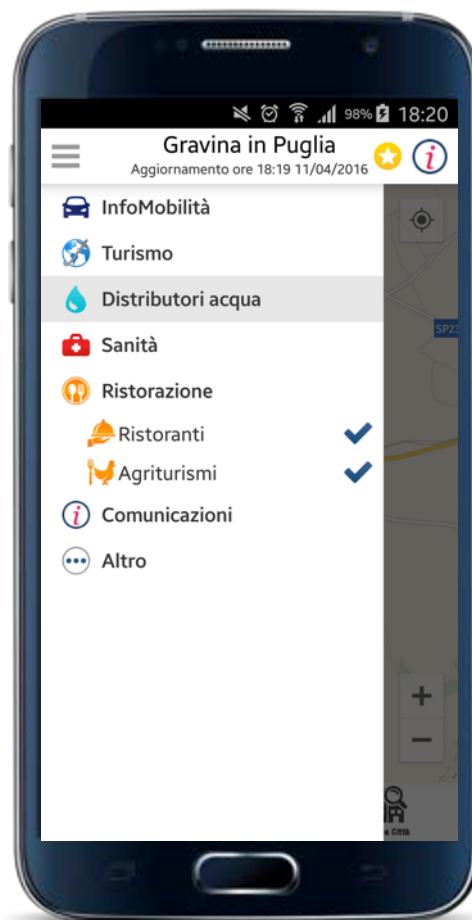 98% 18:20
Gravina in Puglia
Aggiornamento ore 18:19 11/04/2016
InfoMobilità
Turismo
Distributori acqua
SP23
Sanità
Ristorazione
Ristoranti
Agriturismi
Comunicazioni
Altro
+
−
a Città